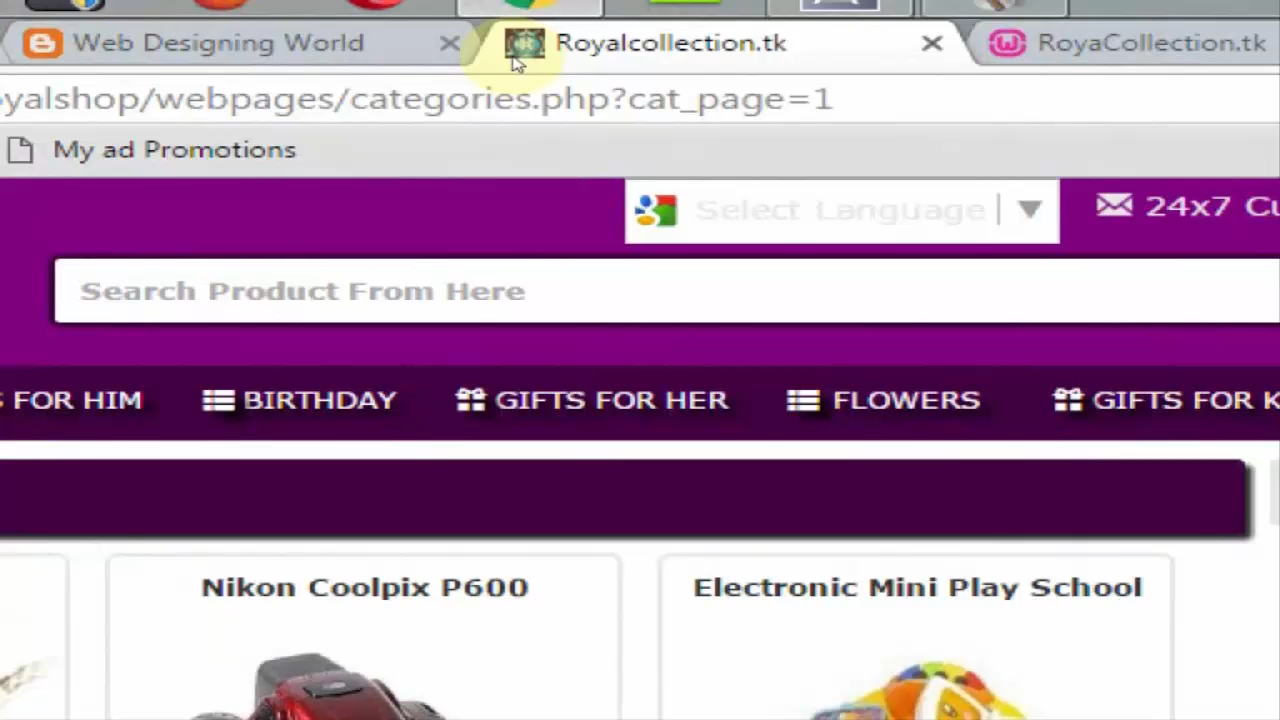 Web Designing World
Royalcollection.tk
RoyaCollection.tk
yalshop/webpages/categories.php?cat_page=1
My ad Promotions
Select Language
24x7 Cu
Search Product From Here
S FOR HIM
BIRTHDAY
GIFTS FOR HER
FLOWERS
GIFTS FOR K
Nikon Coolpix P600
Electronic Mini Play School